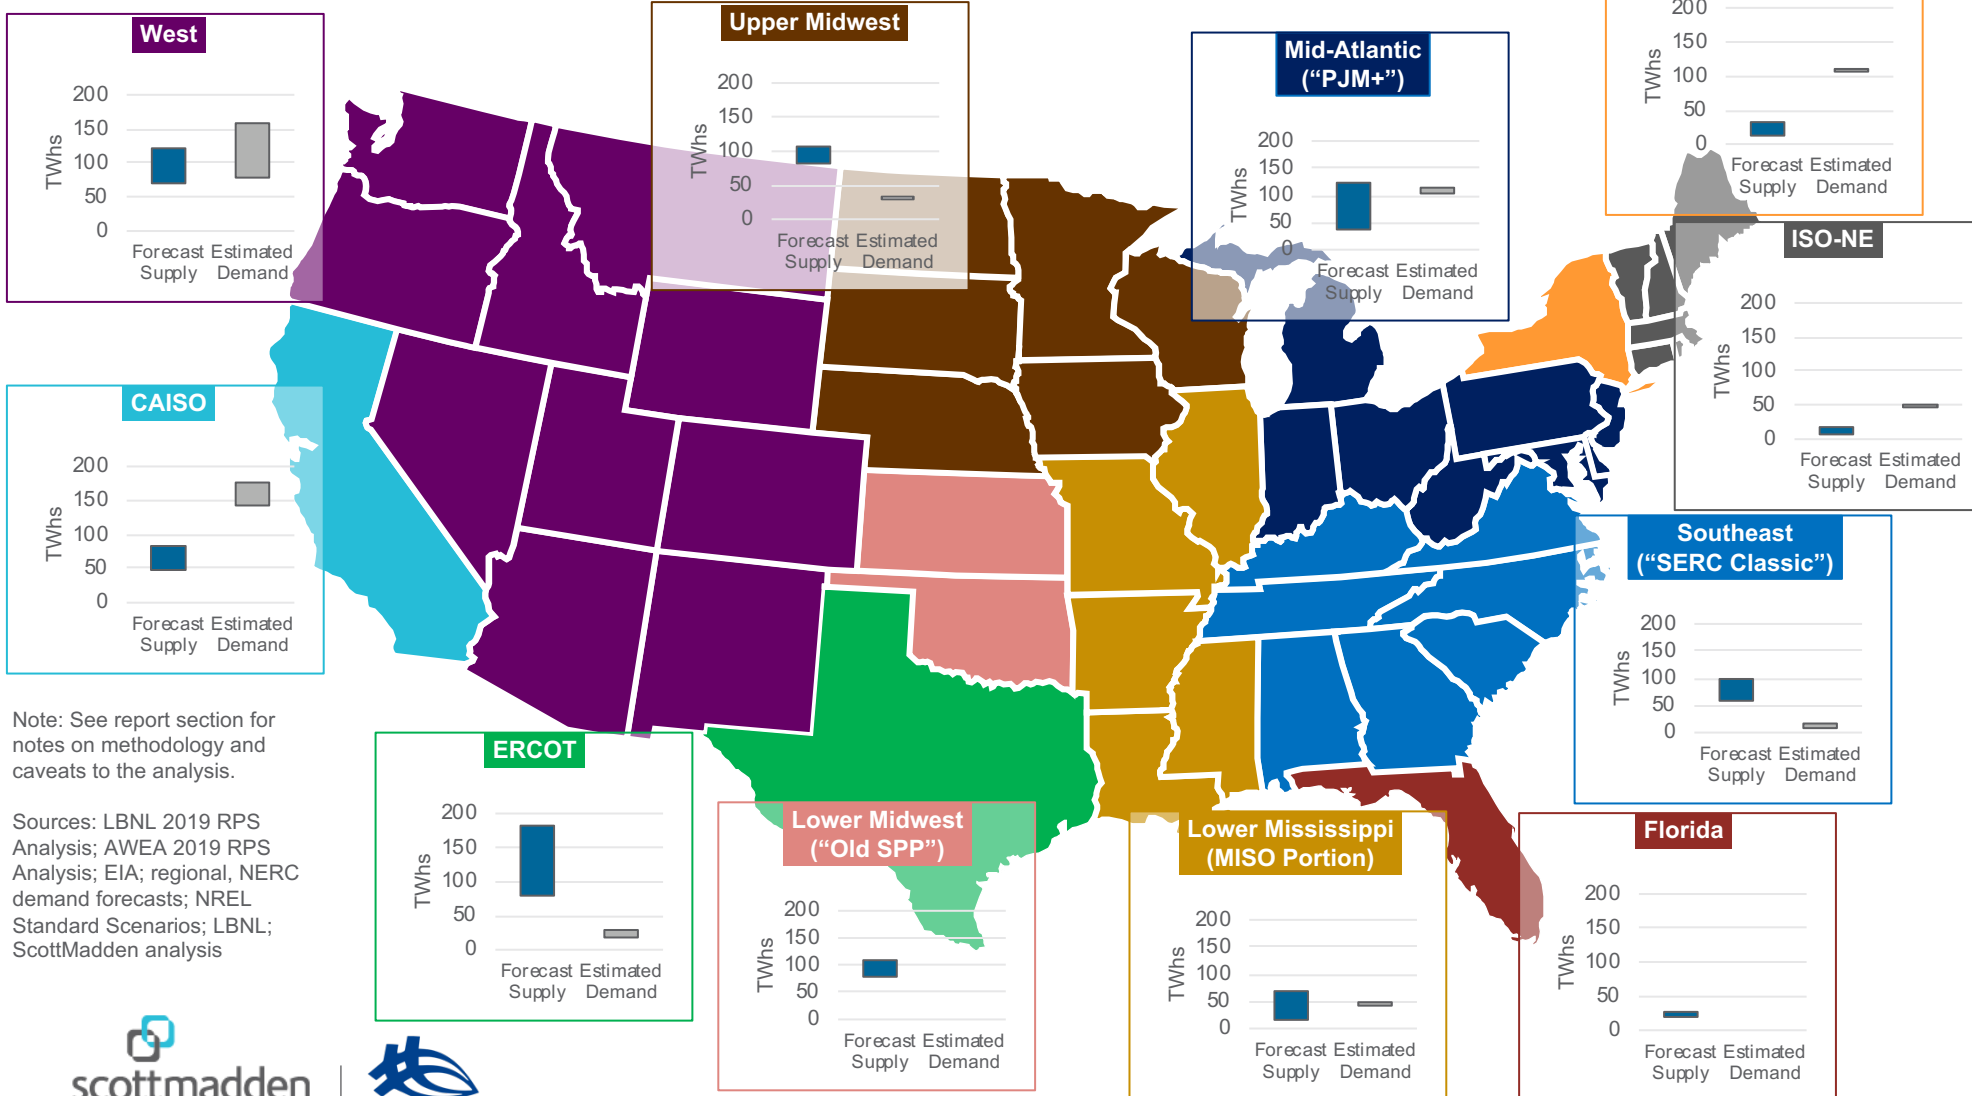 West
200
150
100
50
0
TWhs
Forecast Estimated
Supply Demand
Upper Midwest
200
150
100
50
0
TWhs
Forecast Estimated
Supply Demand
Mid-Atlantic
(“PJM+”)
200
150
100
50
0
TWhs
Forecast Estimated
Supply Demand
200
150
100
50
0
TWhs
Forecast Estimated
Supply Demand
ISO-NE
200
150
100
50
0
TWhs
Forecast Estimated
Supply Demand
CAISO
200
150
100
50
0
TWhs
Forecast Estimated
Supply Demand
Southeast
(“SERC Classic”)
200
150
100
50
0
TWhs
Forecast Estimated
Supply Demand
Note: See report section for
notes on methodology and
caveats to the analysis.
Sources: LBNL 2019 RPS
Analysis; AWEA 2019 RPS
Analysis; EIA; regional, NERC
demand forecasts; NREL
Standard Scenarios; LBNL;
ScottMadden analysis
ERCOT
200
150
100
50
0
TWhs
Forecast Estimated
Supply Demand
Lower Midwest
(“Old SPP”)
200
150
100
50
0
TWhs
Forecast Estimated
Supply Demand
Lower Mississippi
(MISO Portion)
200
150
100
50
0
TWhs
Forecast Estimated
Supply Demand
Florida
200
150
100
50
0
TWhs
Forecast Estimated
Supply Demand
scottmadden